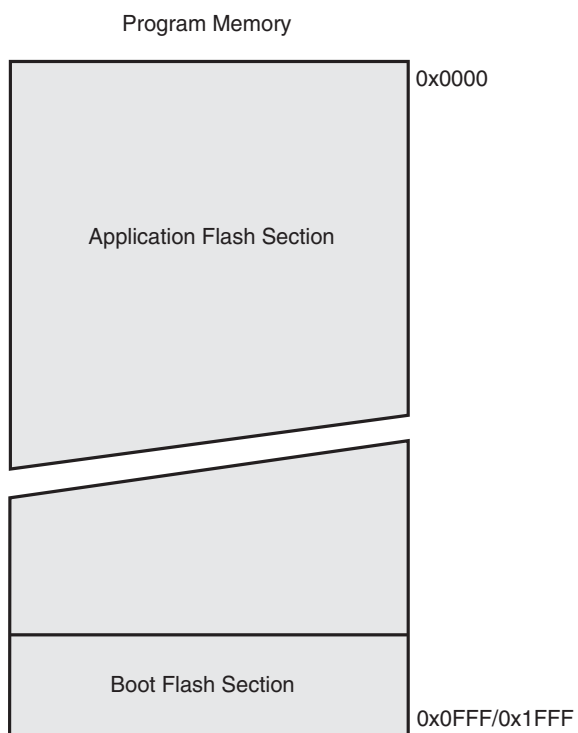 Program Memory
0x0000
Application Flash Section
Boot Flash Section
0x0FFF/0x1FFF